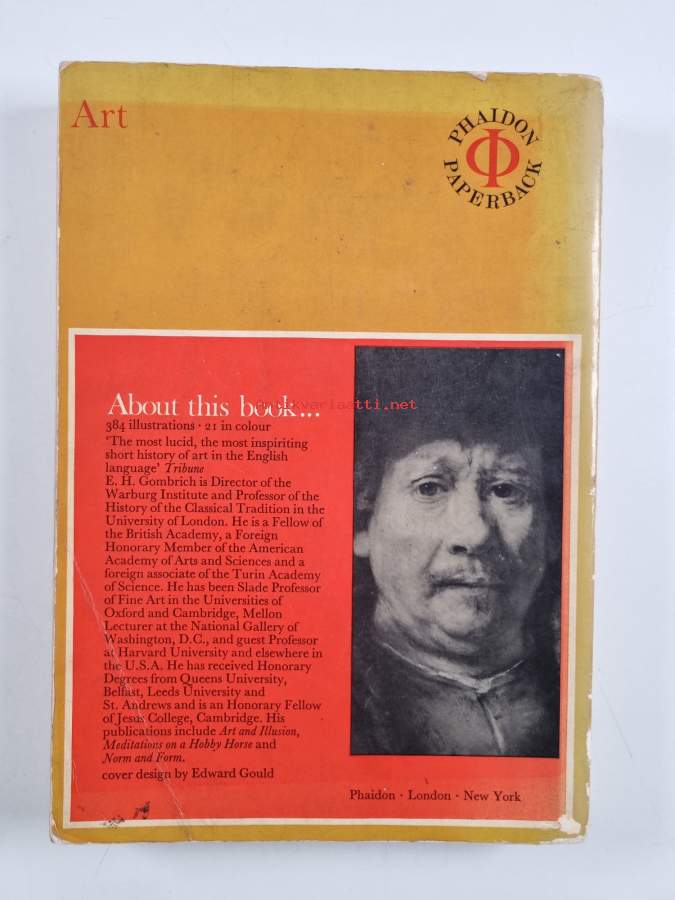 Art
PHAIDON
Φ
PAPERBACK
About this book...
antikvariaatti.net
384 illustrations · 21 in colour
'The most lucid, the most inspiriting
short history of art in the English
language' Tribune
E. H. Gombrich is Director of the
Warburg Institute and Professor of the
History of the Classical Tradition in the
University of London. He is a Fellow of
the British Academy, a Foreign
Honorary Member of the American
Academy of Arts and Sciences and a
foreign associate of the Turin Academy
of Science. He has been Slade Professor
of Fine Art in the Universities of
Oxford and Cambridge, Mellon
Lecturer at the National Gallery of
Washington, D.C., and guest Professor
at Harvard University and elsewhere in
the U.S.A. He has received Honorary
Degrees from Queens University,
Belfast, Leeds University and
St. Andrews and is an Honorary Fellow
of Jesus College, Cambridge. His
publications include Art and Illusion,
Meditations on a Hobby Horse and
Norm and Form.
cover design by Edward Gould
Phaidon · London · New York